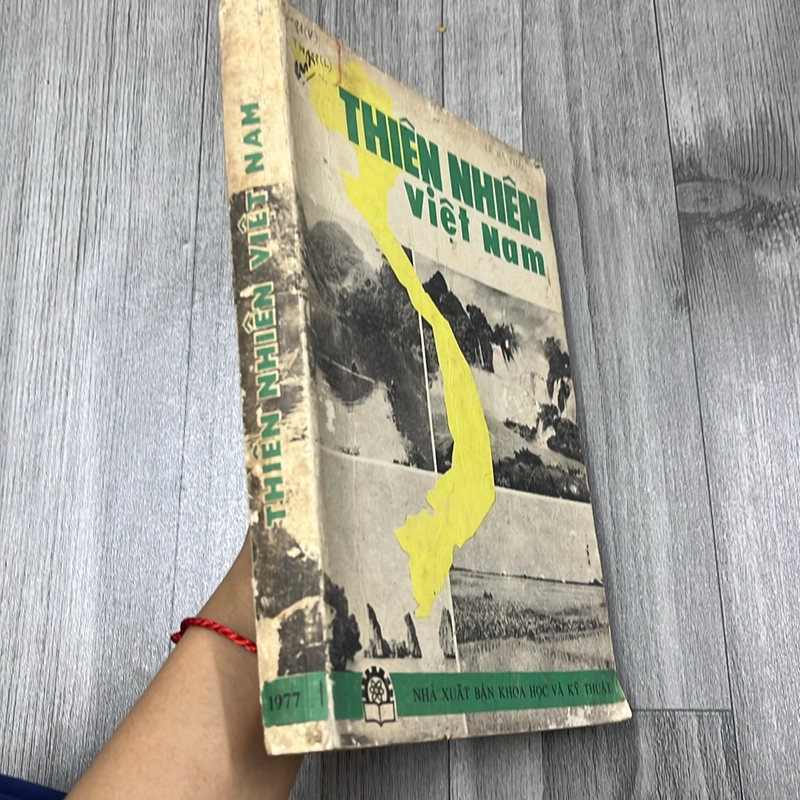 THIÊN NHIÊN VIỆT NAM
THIÊN NHIÊN
Việt Nam
1977
NHÀ XUẤT BẢN KHOA HỌC VÀ KỸ THUẬT